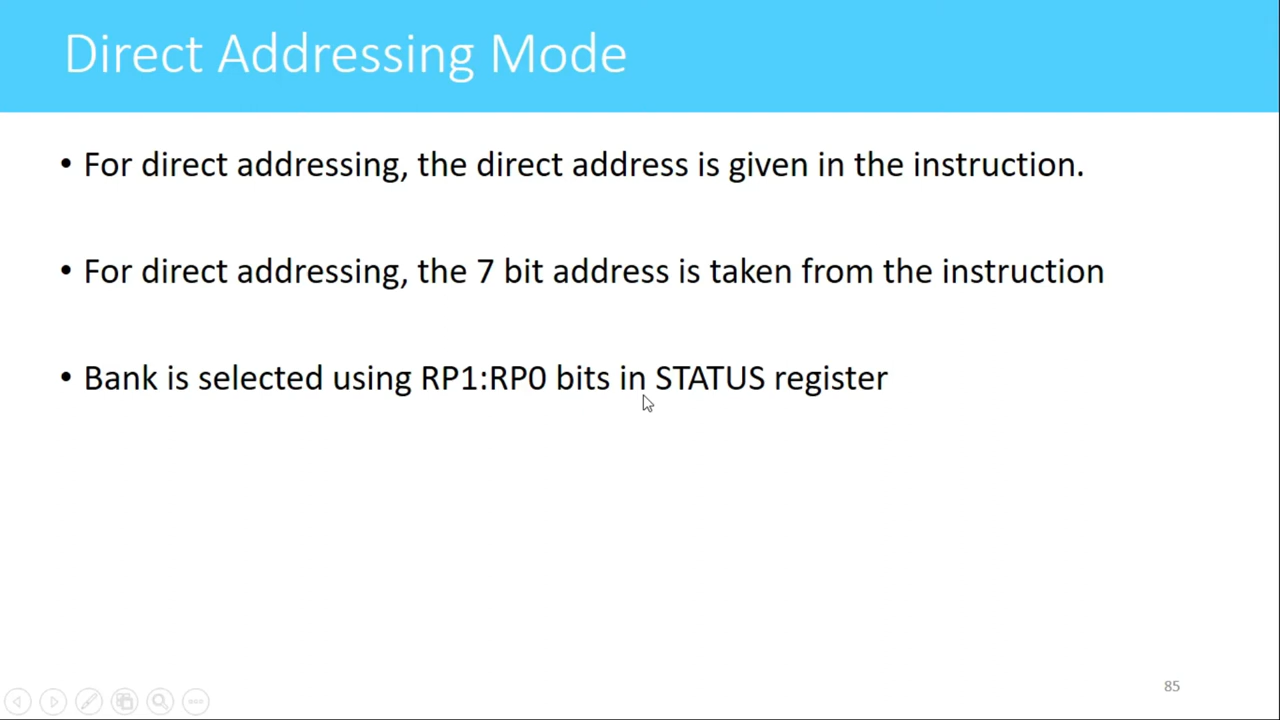 Direct Addressing Mode
• For direct addressing, the direct address is given in the instruction.
• For direct addressing, the 7 bit address is taken from the instruction
• Bank is selected using RP1:RP0 bits in STATUS register
85